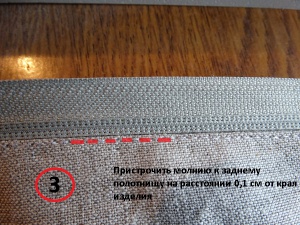 3
Пристрочить молнию к заднему
полотнищу на расстоянии 0,1 см от края
изделия